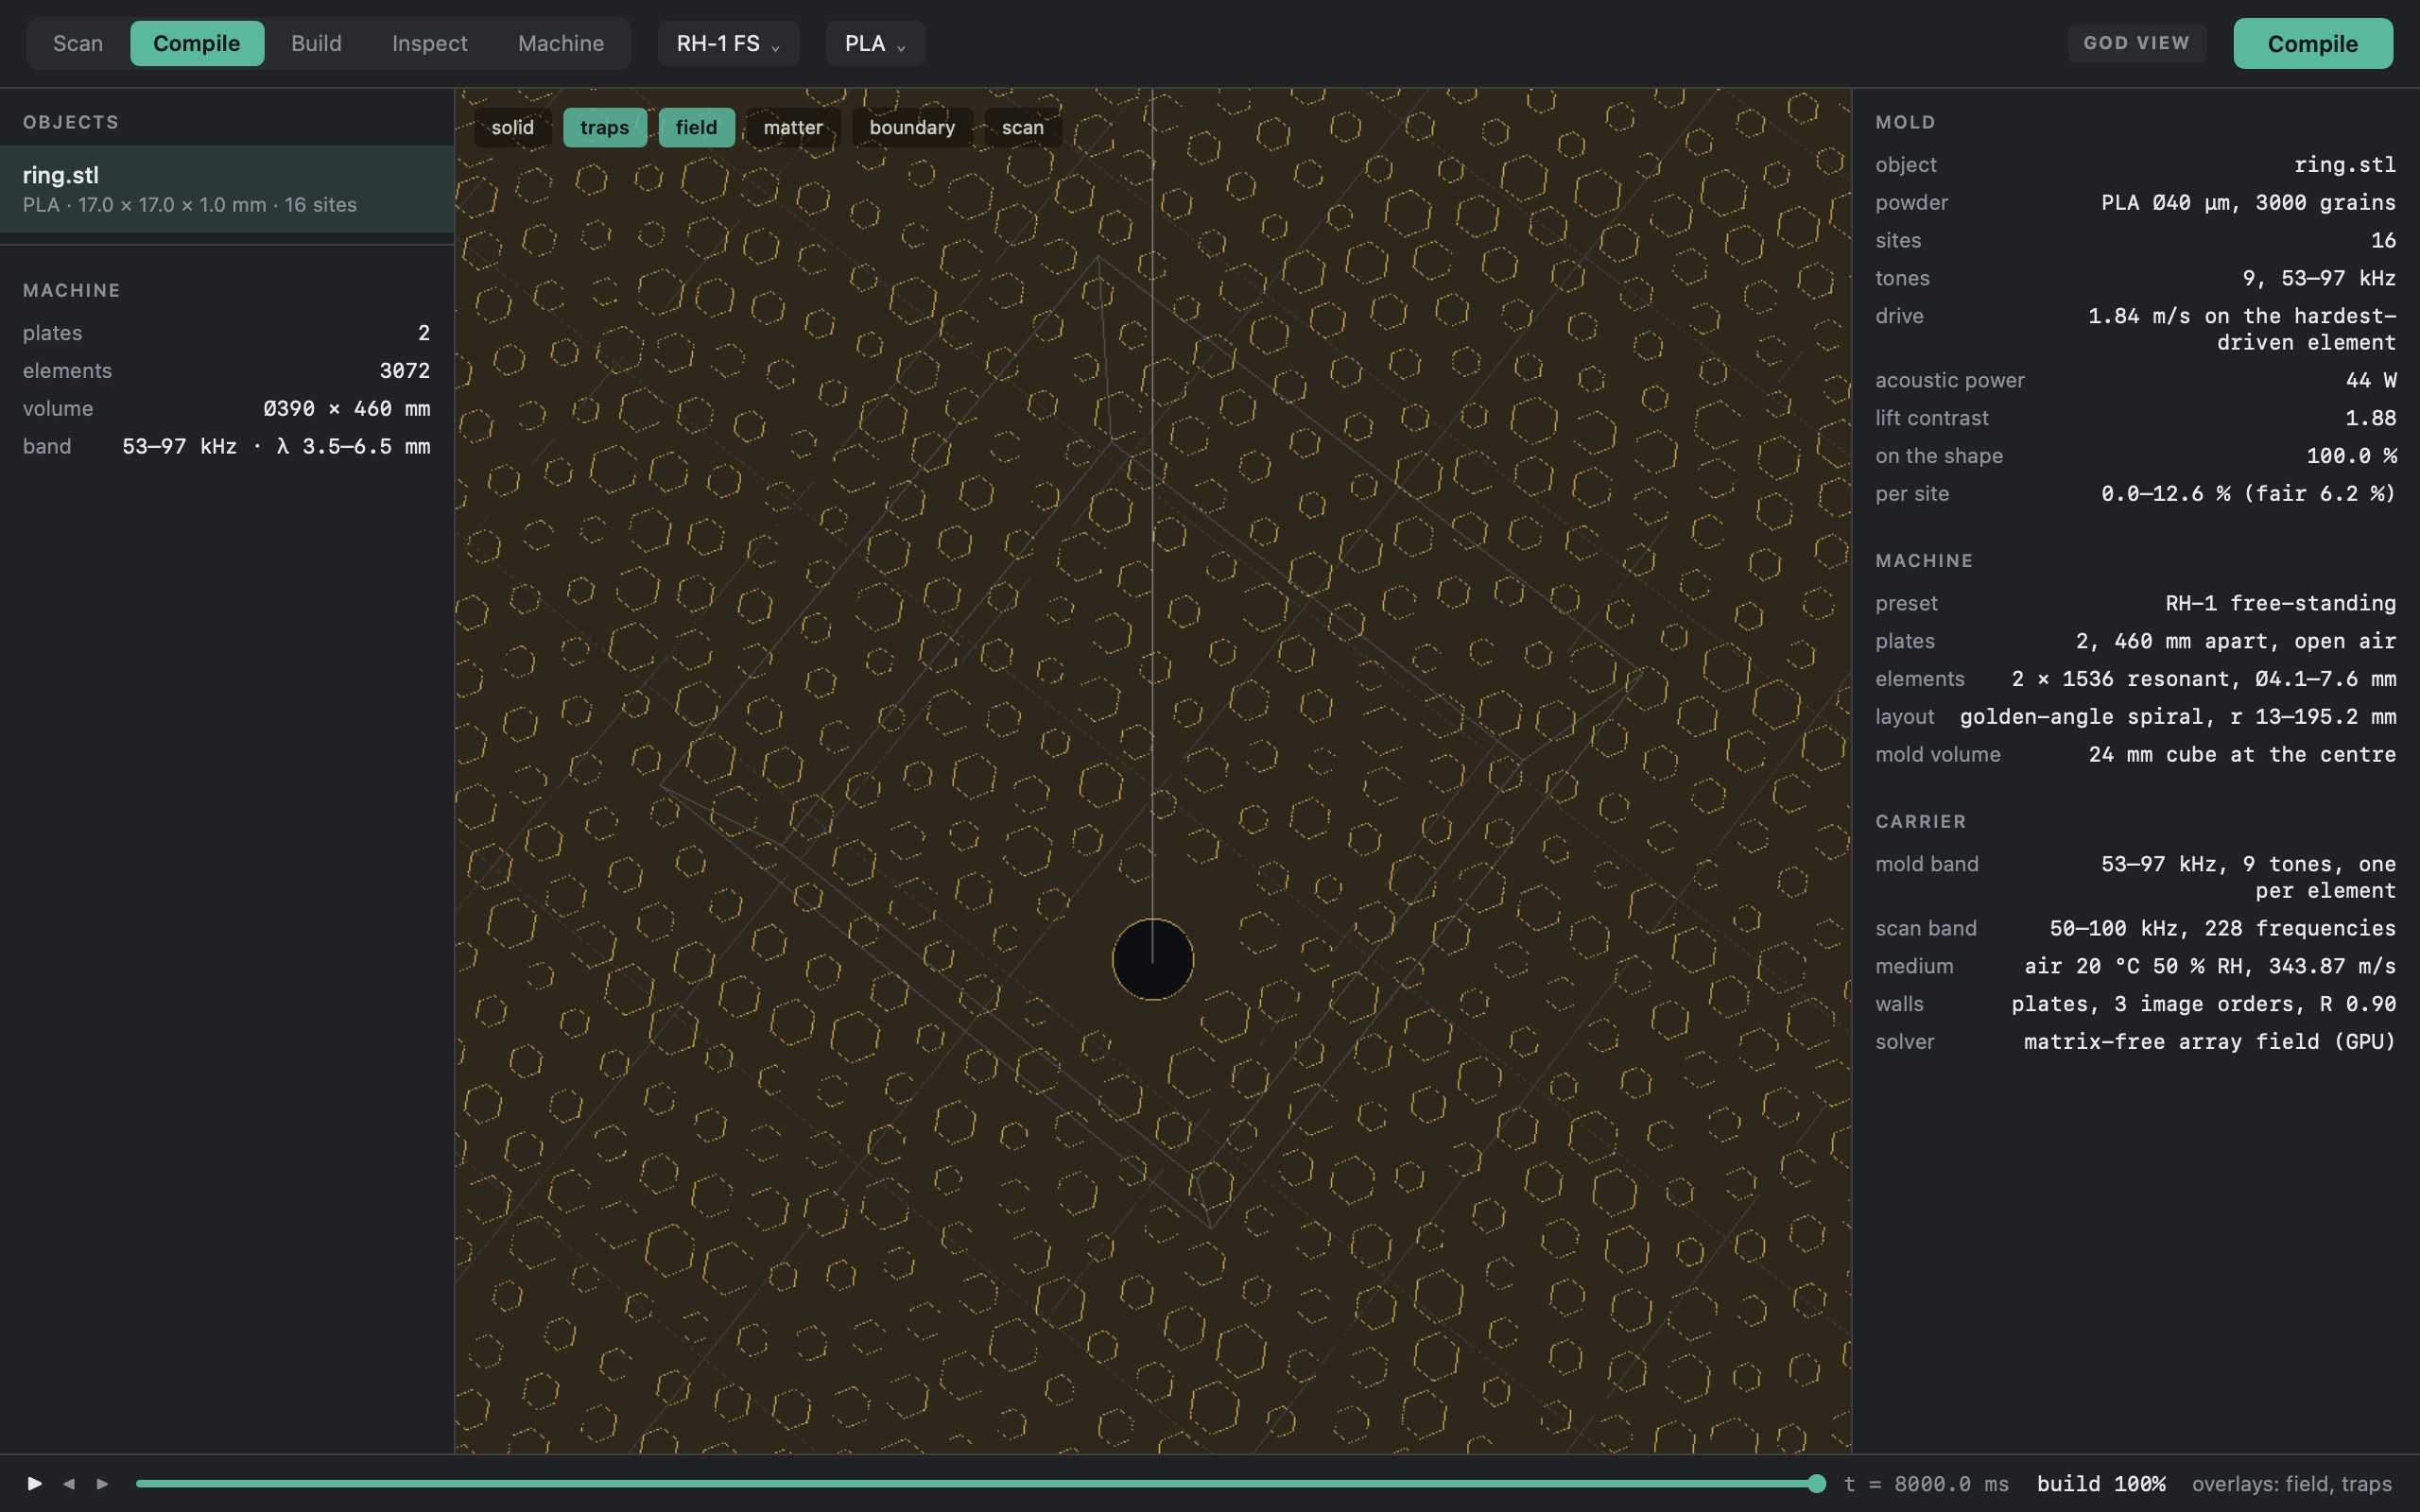 Scan Compile Build Inspect Machine RH-1 FS PLA GOD VIEW Compile
OBJECTS
ring.stl
PLA · 17.0 × 17.0 × 1.0 mm · 16 sites
MACHINE
plates 2
elements 3072
volume Ø390 × 460 mm
band 53–97 kHz · λ 3.5–6.5 mm
solid traps field matter boundary scan
MOLD
object ring.stl
powder PLA Ø40 µm, 3000 grains
sites 16
tones 9, 53–97 kHz
drive 1.84 m/s on the hardest-
driven element
acoustic power 44 W
lift contrast 1.88
on the shape 100.0 %
per site 0.0–12.6 % (fair 6.2 %)
MACHINE
preset RH-1 free-standing
plates 2, 460 mm apart, open air
elements 2 × 1536 resonant, Ø4.1–7.6 mm
layout golden-angle spiral, r 13–195.2 mm
mold volume 24 mm cube at the centre
CARRIER
mold band 53–97 kHz, 9 tones, one
per element
scan band 50–100 kHz, 228 frequencies
medium air 20 °C 50 % RH, 343.87 m/s
walls plates, 3 image orders, R 0.90
solver matrix-free array field (GPU)
t = 8000.0 ms build 100% overlays: field, traps